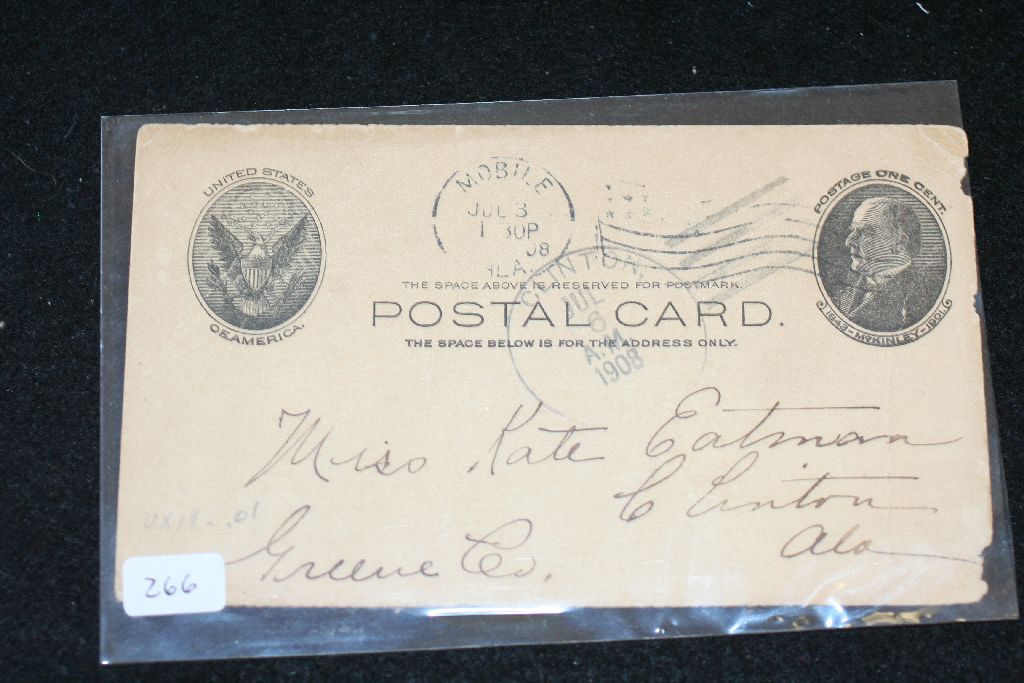 UNITED STATES
OF AMERICA.
MOBILE
JUL 3
1 30P
08
ALA.
POSTAGE ONE CENT.
1843-McKINLEY-1901.
THE SPACE ABOVE IS RESERVED FOR POSTMARK.
POSTAL CARD.
THE SPACE BELOW IS FOR THE ADDRESS ONLY.
CLINTON,
JUL
6
A.M.
1908
Miss Kate Eatman
Clinton
Greene Co. Ala
UX18 - .01
266